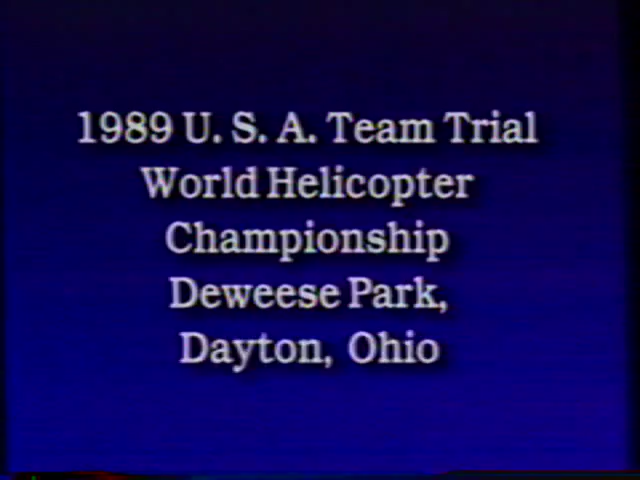 1989 U. S. A. Team Trial
World Helicopter
Championship
Deweese Park,
Dayton, Ohio